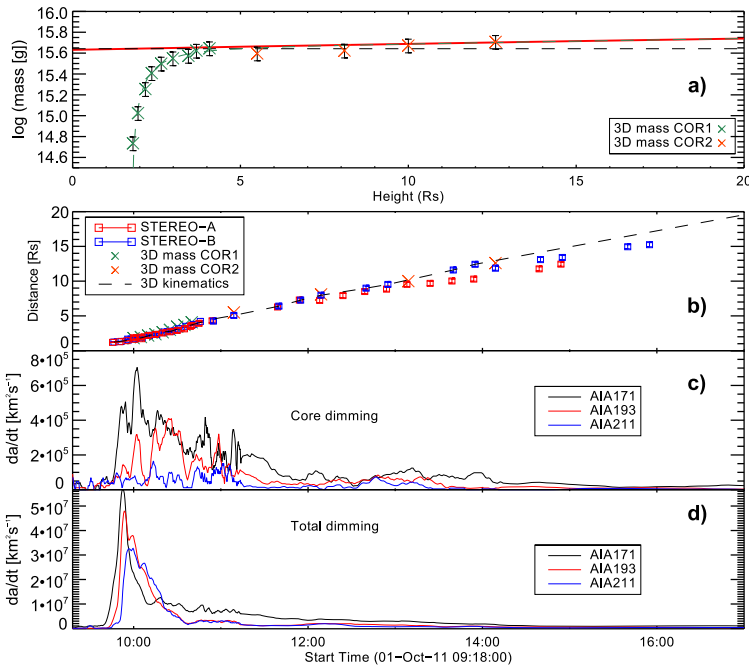 16.0
15.8
15.6
15.4
15.2
15.0
14.8
14.6
log (mass [g])
a)
3D mass COR1
3D mass COR2
0 5 10 15 20
Height (Rs)
20
15
10
5
0
Distance [Rs]
STEREO-A
STEREO-B
3D mass COR1
3D mass COR2
3D kinematics
b)
8•10⁵
6•10⁵
4•10⁵
2•10⁵
0
da/dt [km²s⁻¹]
Core dimming
c)
AIA171
AIA193
AIA211
5•10⁷
4•10⁷
3•10⁷
2•10⁷
1•10⁷
0
da/dt [km²s⁻¹]
Total dimming
d)
AIA171
AIA193
AIA211
10:00 12:00 14:00 16:00
Start Time (01-Oct-11 09:18:00)